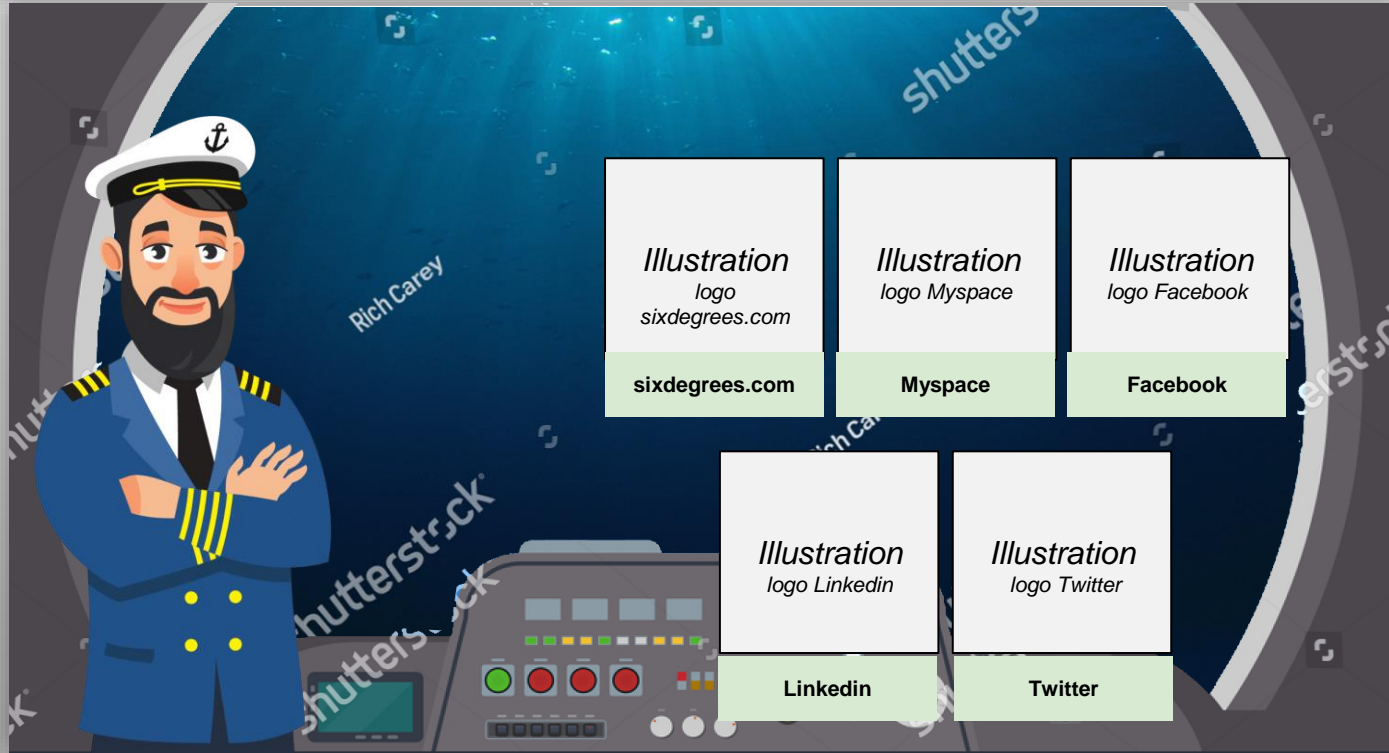 shutters
Rich Carey
Illustration
logo
sixdegrees.com
Illustration
logo Myspace
Illustration
logo Facebook
sixdegrees.com
Myspace
Facebook
shutterstock
Illustration
logo Linkedin
Illustration
logo Twitter
Linkedin
Twitter